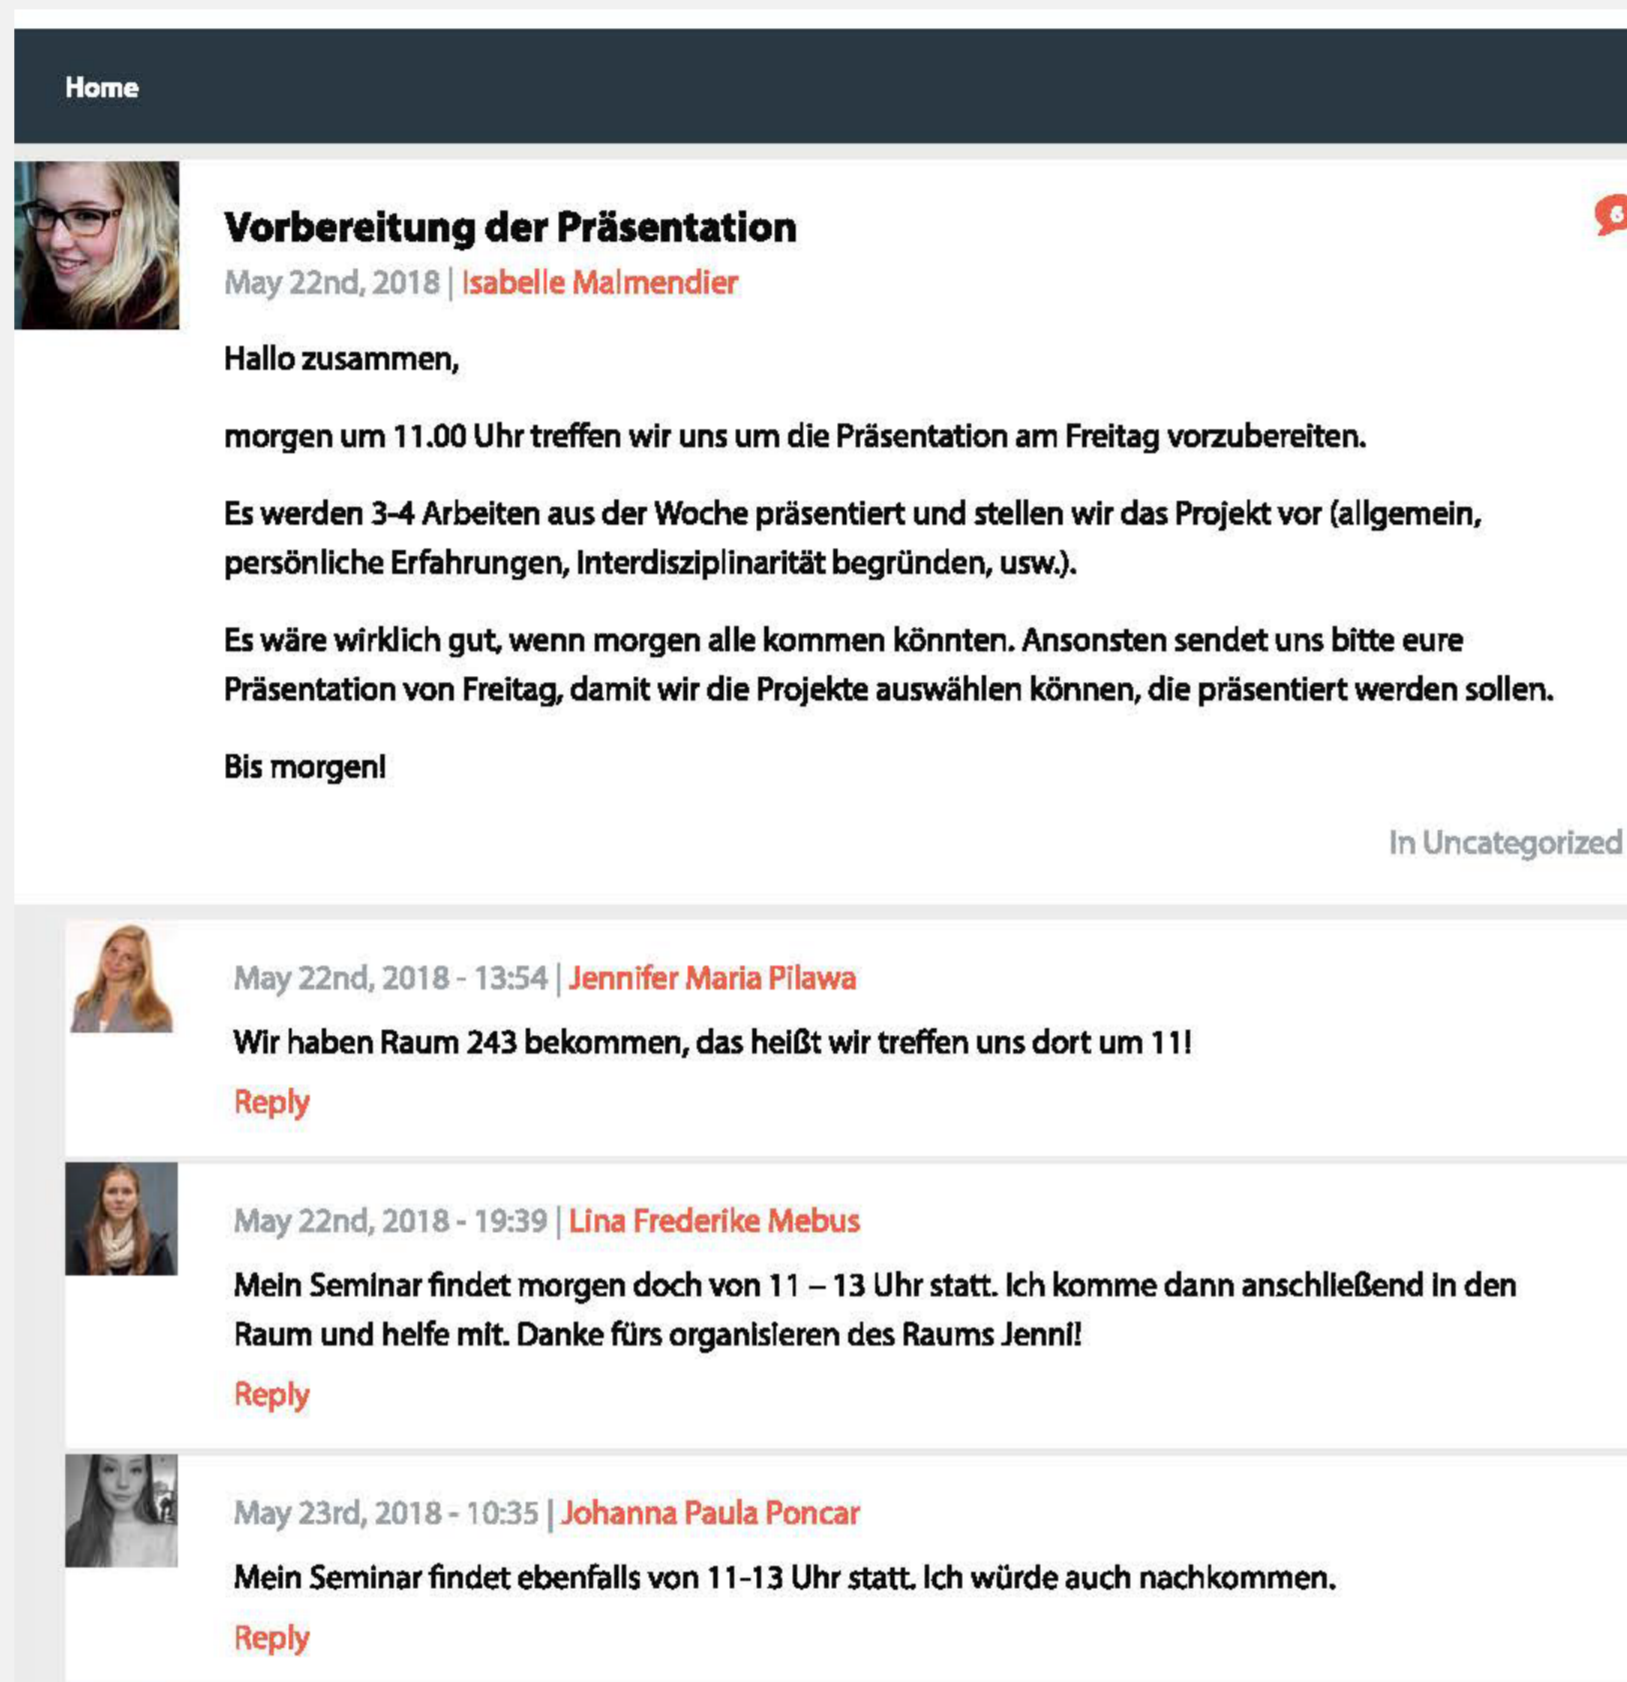 Home
Vorbereitung der Präsentation
6
May 22nd, 2018 | Isabelle Malmendier
Hallo zusammen,
morgen um 11.00 Uhr treffen wir uns um die Präsentation am Freitag vorzubereiten.
Es werden 3-4 Arbeiten aus der Woche präsentiert und stellen wir das Projekt vor (allgemein,
persönliche Erfahrungen, Interdisziplinarität begründen, usw.).
Es wäre wirklich gut, wenn morgen alle kommen könnten. Ansonsten sendet uns bitte eure
Präsentation von Freitag, damit wir die Projekte auswählen können, die präsentiert werden sollen.
Bis morgen!
In Uncategorized
May 22nd, 2018 - 13:54 | Jennifer Maria Pilawa
Wir haben Raum 243 bekommen, das heißt wir treffen uns dort um 11!
Reply
May 22nd, 2018 - 19:39 | Lina Frederike Mebus
Mein Seminar findet morgen doch von 11 – 13 Uhr statt. Ich komme dann anschließend in den
Raum und helfe mit. Danke fürs organisieren des Raums Jenni!
Reply
May 23rd, 2018 - 10:35 | Johanna Paula Poncar
Mein Seminar findet ebenfalls von 11-13 Uhr statt. Ich würde auch nachkommen.
Reply